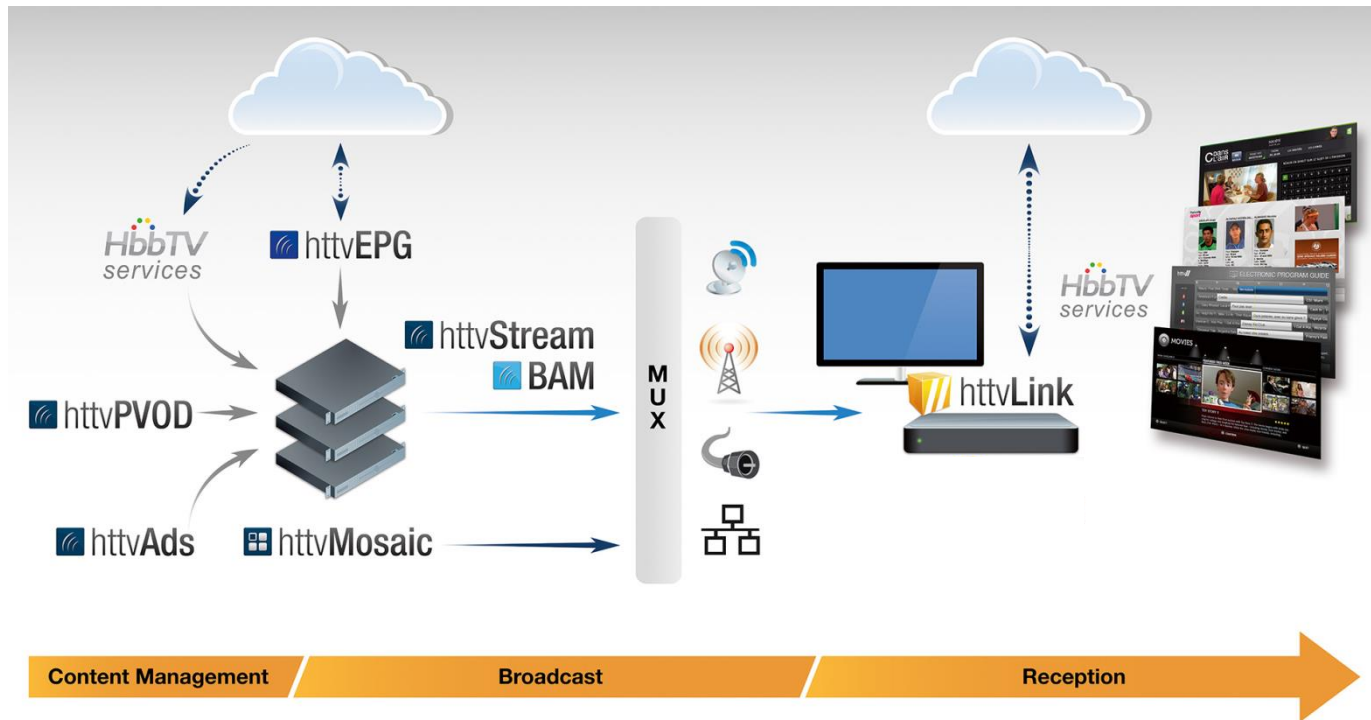 HbbTV
services
httvEPG
httvStream
BAM
httvPVOD
httvAds
httvMosaic
MUX
httvLink
HbbTV
services
ELECTRONIC PROGRAM GUIDE
MOVIES
Content Management
Broadcast
Reception